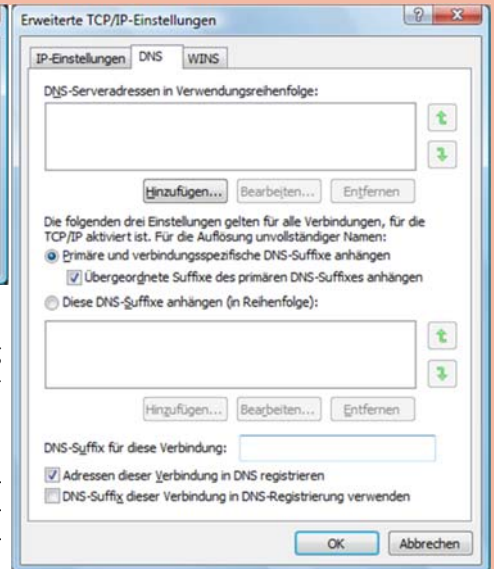 Erweiterte TCP/IP-Einstellungen
IP-Einstellungen DNS WINS
DNS-Serveradressen in Verwendungsreihenfolge:
Hinzufügen... Bearbeiten... Entfernen
Die folgenden drei Einstellungen gelten für alle Verbindungen, für die
TCP/IP aktiviert ist. Für die Auflösung unvollständiger Namen:
Primäre und verbindungsspezifische DNS-Suffixe anhängen
Übergeordnete Suffixe des primären DNS-Suffixes anhängen
Diese DNS-Suffixe anhängen (in Reihenfolge):
Hinzufügen... Bearbeiten... Entfernen
DNS-Suffix für diese Verbindung:
Adressen dieser Verbindung in DNS registrieren
DNS-Suffix dieser Verbindung in DNS-Registrierung verwenden
OK Abbrechen